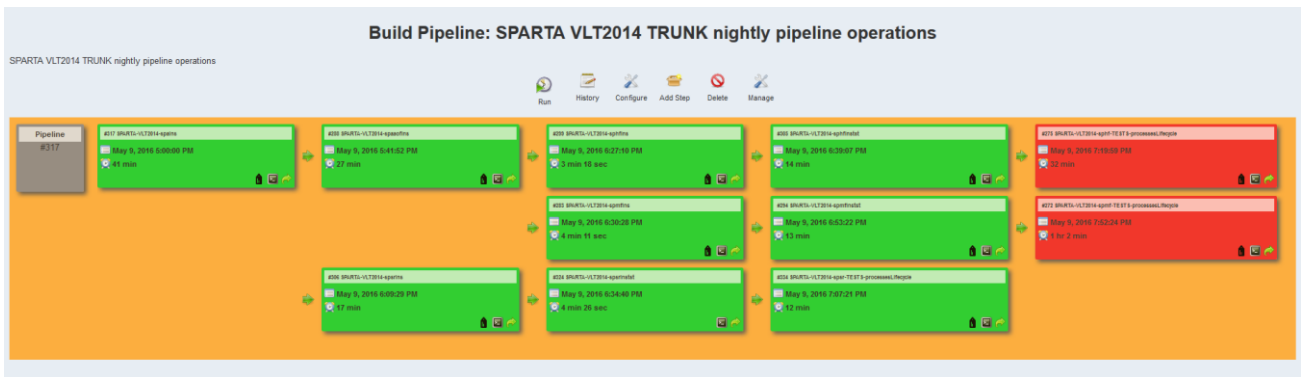 Build Pipeline: SPARTA VLT2014 TRUNK nightly pipeline operations
SPARTA VLT2014 TRUNK nightly pipeline operations
Run History Configure Add Step Delete Manage
Pipeline
#317
#317 SPARTA-VLT2014-spains
May 9, 2016 5:00:00 PM
41 min
May 9, 2016 5:41:52 PM
27 min
May 9, 2016 6:27:10 PM
3 min 18 sec
May 9, 2016 6:39:07 PM
14 min
May 9, 2016 7:19:59 PM
32 min
May 9, 2016 6:30:28 PM
4 min 11 sec
May 9, 2016 6:53:22 PM
13 min
May 9, 2016 7:52:24 PM
1 hr 2 min
May 9, 2016 6:09:29 PM
17 min
May 9, 2016 6:34:40 PM
4 min 26 sec
May 9, 2016 7:07:21 PM
12 min